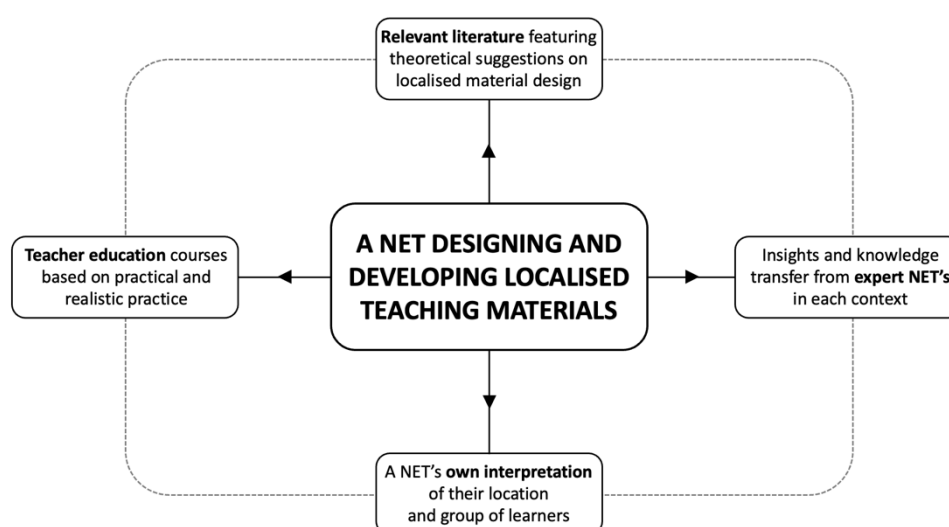 Relevant literature featuring
theoretical suggestions on
localised material design
Teacher education courses
based on practical and
realistic practice
A NET DESIGNING AND
DEVELOPING LOCALISED
TEACHING MATERIALS
Insights and knowledge
transfer from expert NET's
in each context
A NET's own interpretation
of their location
and group of learners